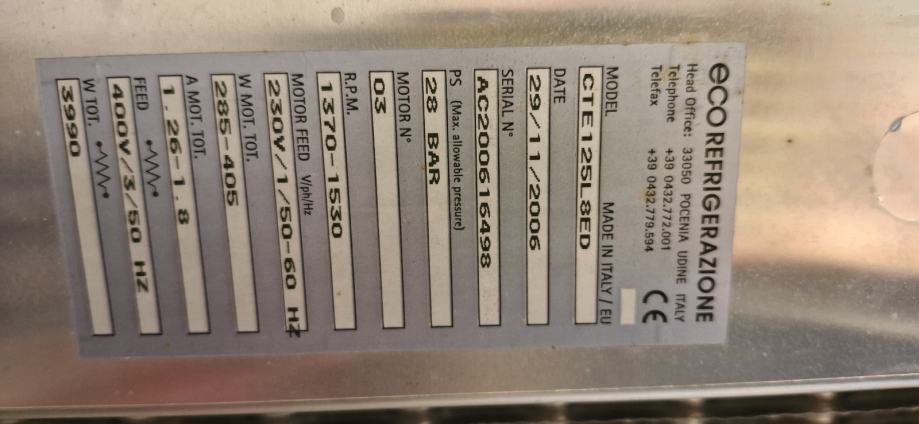 eco REFRIGERAZIONE
Head Office: 33050 POCENIA UDINE ITALY
Telephone +39 0432.772.001
Telefax +39 0432.779.594
CE
MODEL MADE IN ITALY / EU
CTE125L8ED
DATE
29/11/2006
SERIAL N°
AC200616498
PS (Max. allowable pressure)
28 BAR
MOTOR N°
03
R.P.M.
1370-1530
MOTOR FEED V/ph/Hz
230V/1/50-60 HZ
W MOT. TOT.
285-405
A MOT. TOT.
1.26-1.8
FEED
400V/3/50 HZ
W TOT.
3990